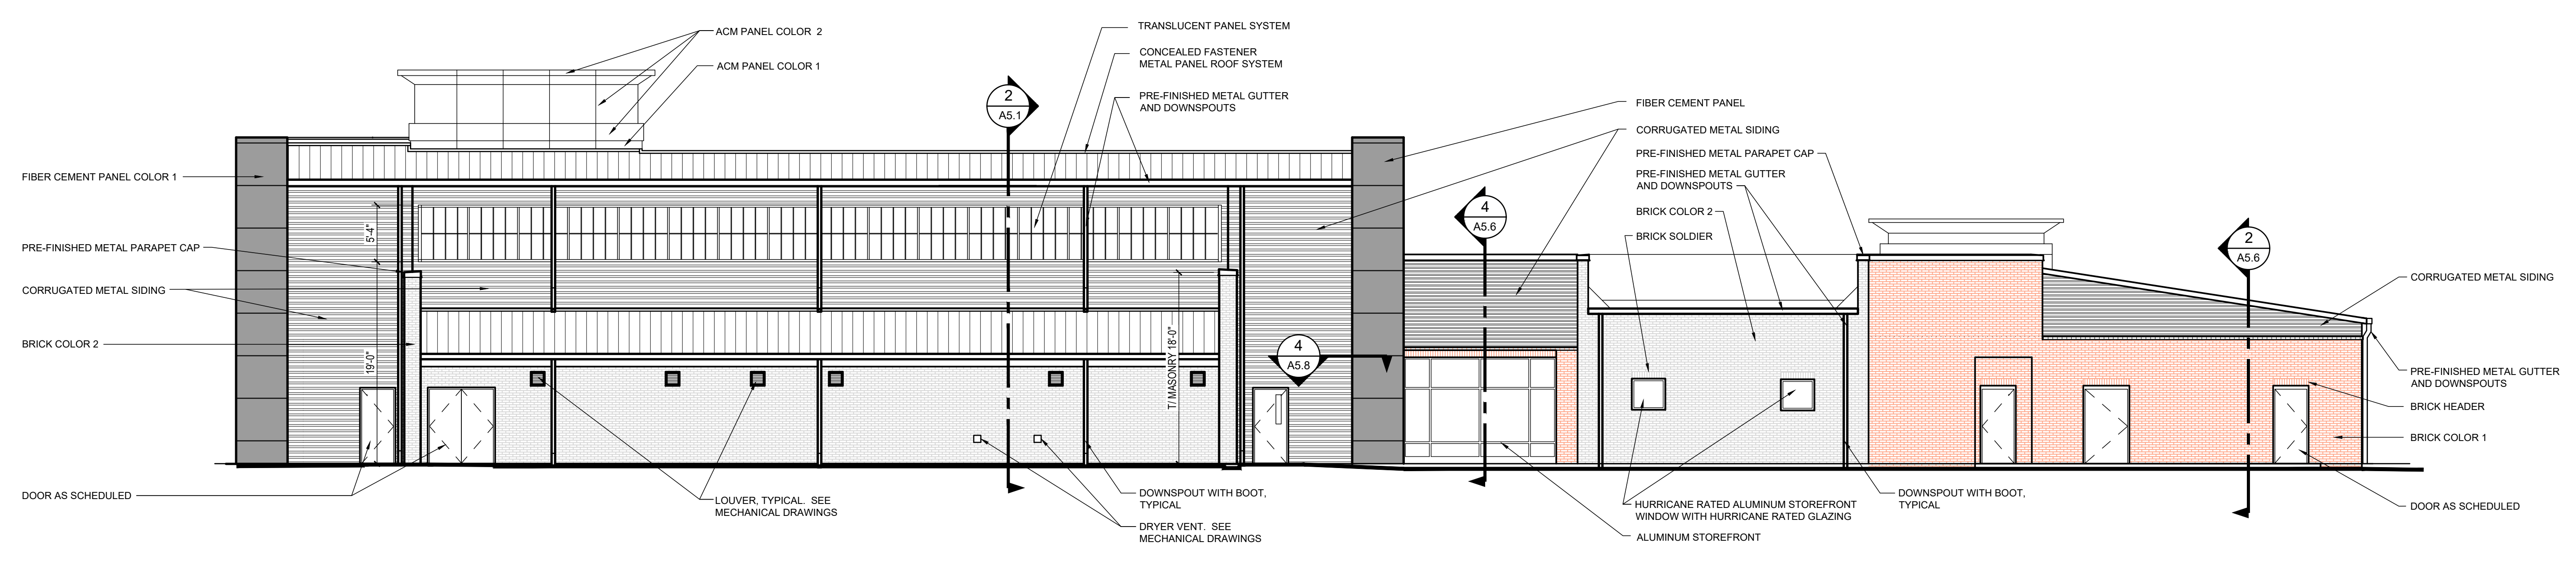 ACM PANEL COLOR 2
ACM PANEL COLOR 1
FIBER CEMENT PANEL COLOR 1
PRE-FINISHED METAL PARAPET CAP
CORRUGATED METAL SIDING
BRICK COLOR 2
DOOR AS SCHEDULED
5'-4"
19'-0"
LOUVER, TYPICAL. SEE
MECHANICAL DRAWINGS
2
A5.1
TRANSLUCENT PANEL SYSTEM
CONCEALED FASTENER
METAL PANEL ROOF SYSTEM
PRE-FINISHED METAL GUTTER
AND DOWNSPOUTS
T/ MASONRY 18'-0"
4
A5.8
DOWNSPOUT WITH BOOT,
TYPICAL
DRYER VENT. SEE
MECHANICAL DRAWINGS
4
A5.6
FIBER CEMENT PANEL
CORRUGATED METAL SIDING
PRE-FINISHED METAL PARAPET CAP
PRE-FINISHED METAL GUTTER
AND DOWNSPOUTS
BRICK COLOR 2
BRICK SOLDIER
HURRICANE RATED ALUMINUM STOREFRONT
WINDOW WITH HURRICANE RATED GLAZING
ALUMINUM STOREFRONT
DOWNSPOUT WITH BOOT,
TYPICAL
2
A5.6
CORRUGATED METAL SIDING
PRE-FINISHED METAL GUTTER
AND DOWNSPOUTS
BRICK HEADER
BRICK COLOR 1
DOOR AS SCHEDULED